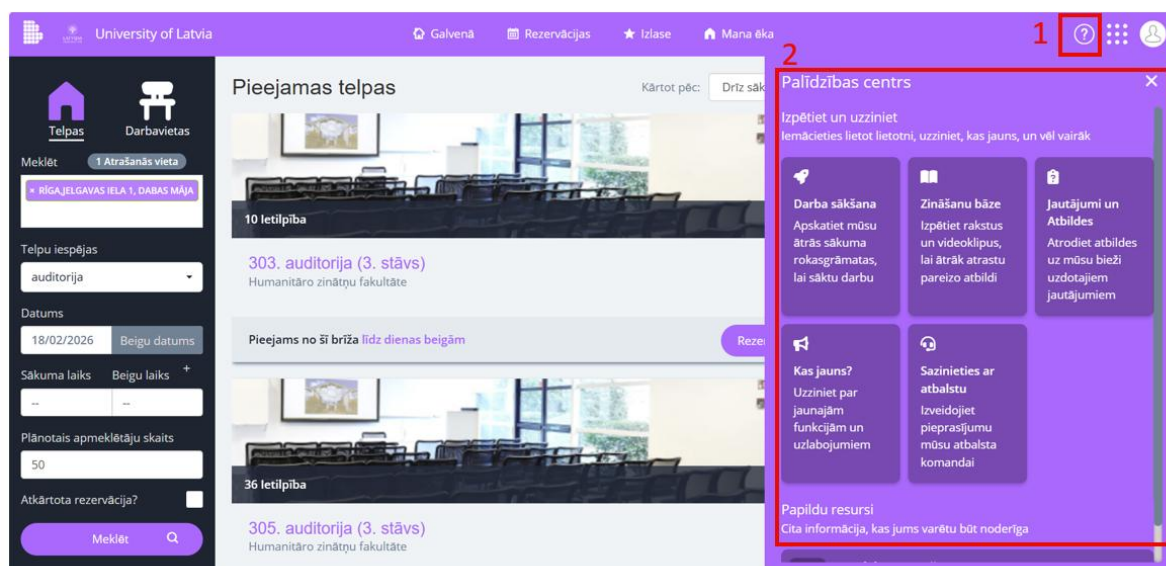 University of Latvia
Galvenā
Rezervācijas
Izlase
Mana ēka
1
2
Telpas
Darbavietas
Meklēt
1 Atrašanās vieta
× RĪGA,JELGAVAS IELA 1, DABAS MĀJA
Telpu iespējas
auditorija
Datums
18/02/2026
Beigu datums
Sākuma laiks
Beigu laiks +
--
--
Plānotais apmeklētāju skaits
50
Atkārtota rezervācija?
Meklēt
Pieejamas telpas
Kārtot pēc:
Drīz sāk
10 Ietilpība
303. auditorija (3. stāvs)
Humanitāro zinātņu fakultāte
Pieejams no šī brīža līdz dienas beigām
Rezer
36 Ietilpība
305. auditorija (3. stāvs)
Humanitāro zinātņu fakultāte
Palīdzības centrs
Izpētiet un uzziniet
Iemācieties lietot lietotni, uzziniet, kas jauns, un vēl vairāk
Darba sākšana
Apskatiet mūsu
ātrās sākuma
rokasgrāmatas,
lai sāktu darbu
Zināšanu bāze
Izpētiet rakstus
un videoklipus,
lai ātrāk atrastu
pareizo atbildi
Jautājumi un
Atbildes
Atrodiet atbildes
uz mūsu bieži
uzdotajiem
jautājumiem
Kas jauns?
Uzziniet par
jaunajām
funkcijām un
uzlabojumiem
Sazinieties ar
atbalstu
Izveidojiet
pieprasījumu
mūsu atbalsta
komandai
Papildu resursi
Cita informācija, kas jums varētu būt noderīga